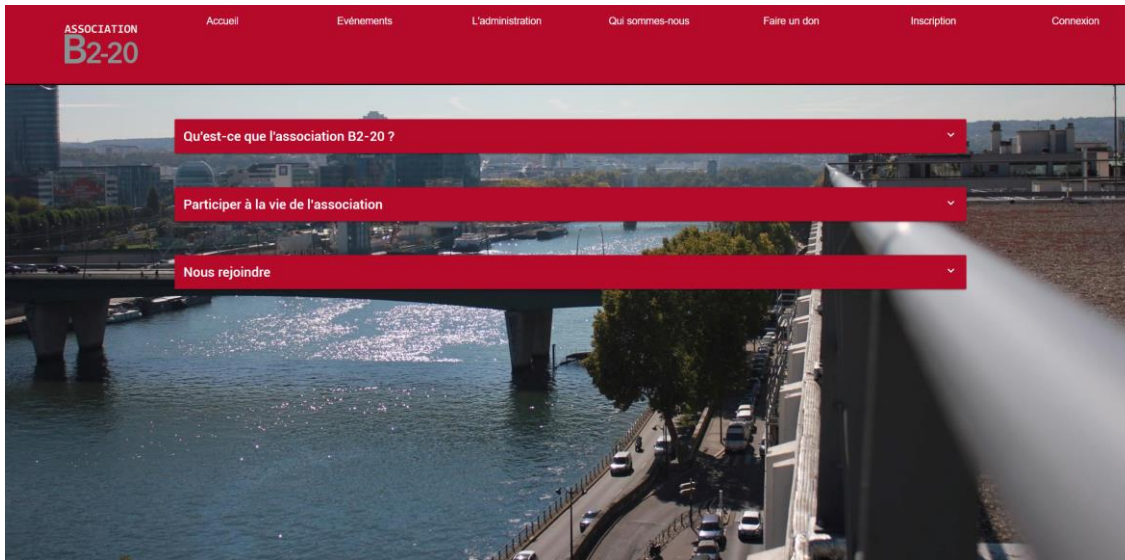 ASSOCIATION
B2-20
Accueil
Evénements
L'administration
Qui sommes-nous
Faire un don
Inscription
Connexion
Qu'est-ce que l'association B2-20 ?
Participer à la vie de l'association
Nous rejoindre